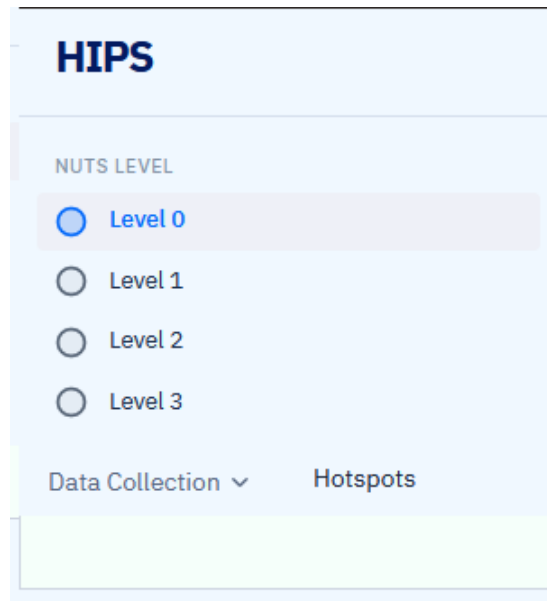 HIPS
NUTS LEVEL
Level 0
Level 1
Level 2
Level 3
Data Collection Hotspots